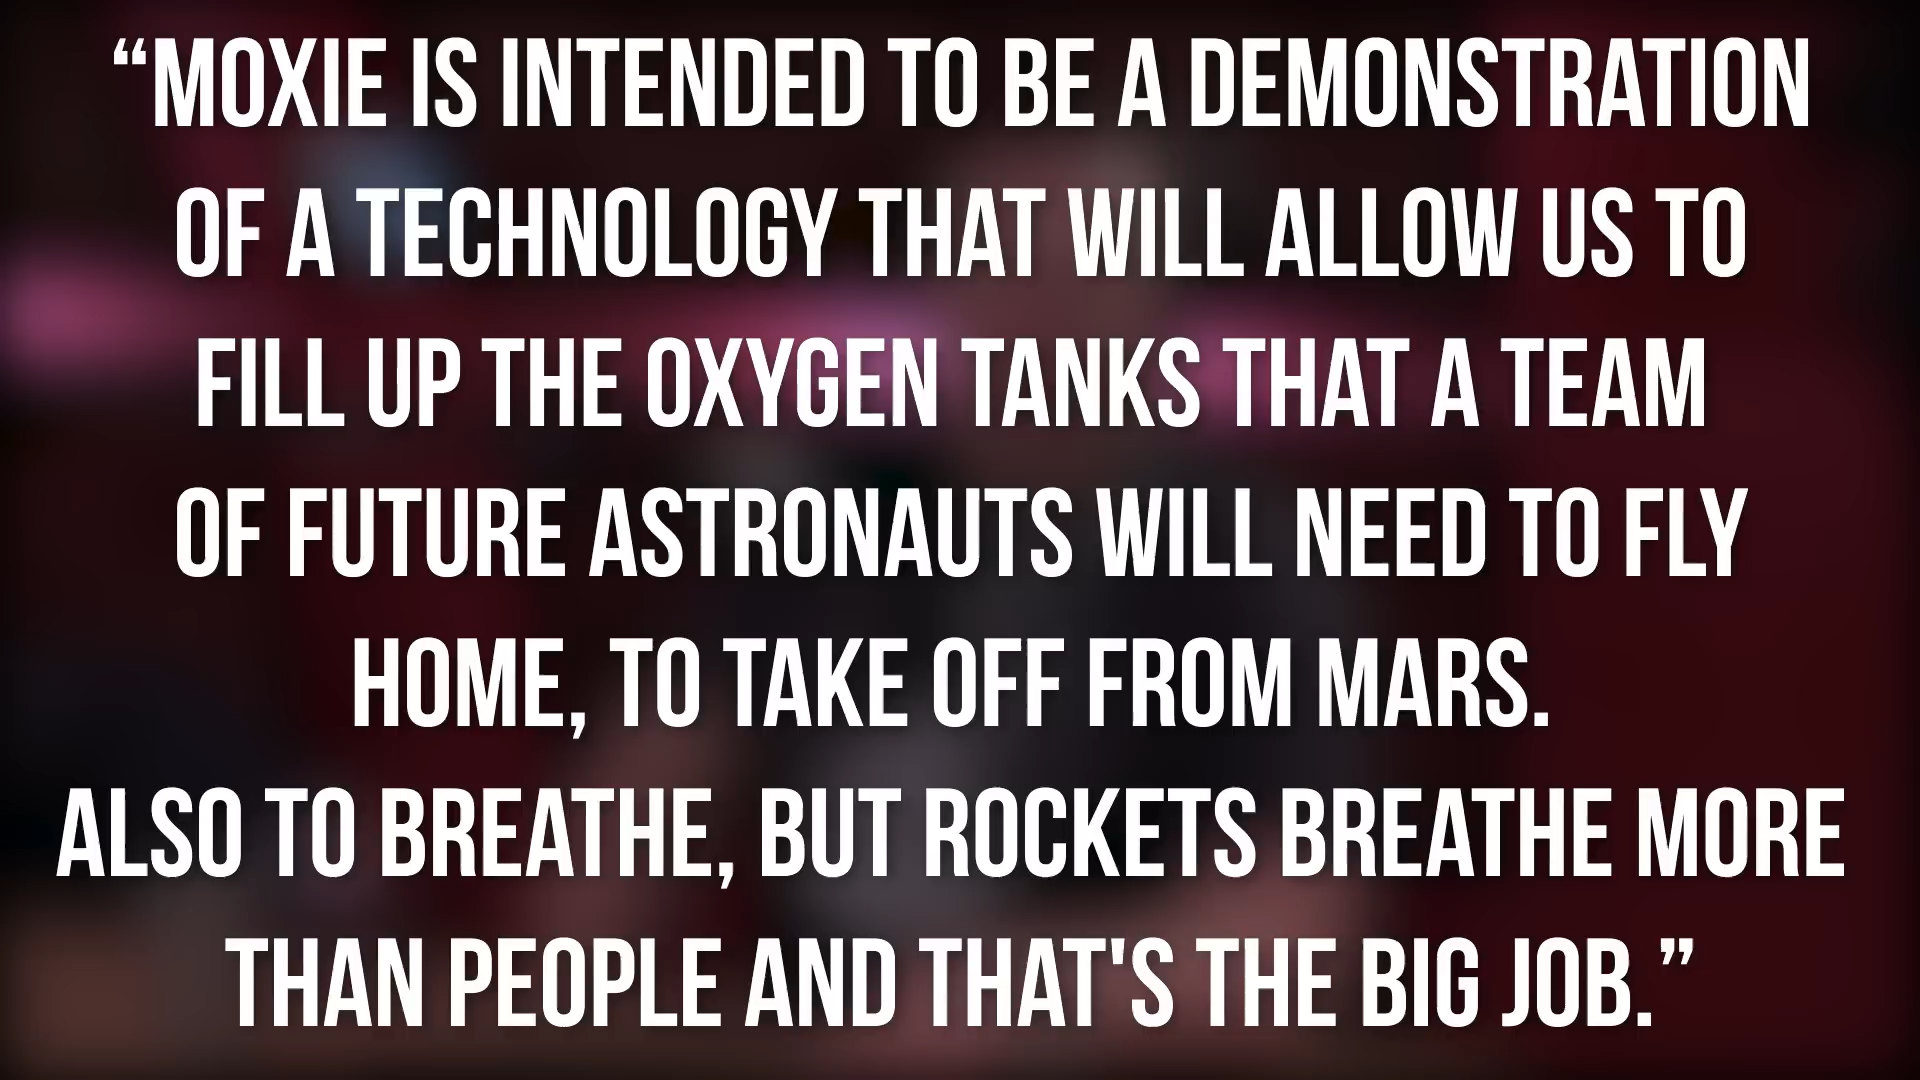 “MOXIE IS INTENDED TO BE A DEMONSTRATION
OF A TECHNOLOGY THAT WILL ALLOW US TO
FILL UP THE OXYGEN TANKS THAT A TEAM
OF FUTURE ASTRONAUTS WILL NEED TO FLY
HOME, TO TAKE OFF FROM MARS.
ALSO TO BREATHE, BUT ROCKETS BREATHE MORE
THAN PEOPLE AND THAT'S THE BIG JOB.”